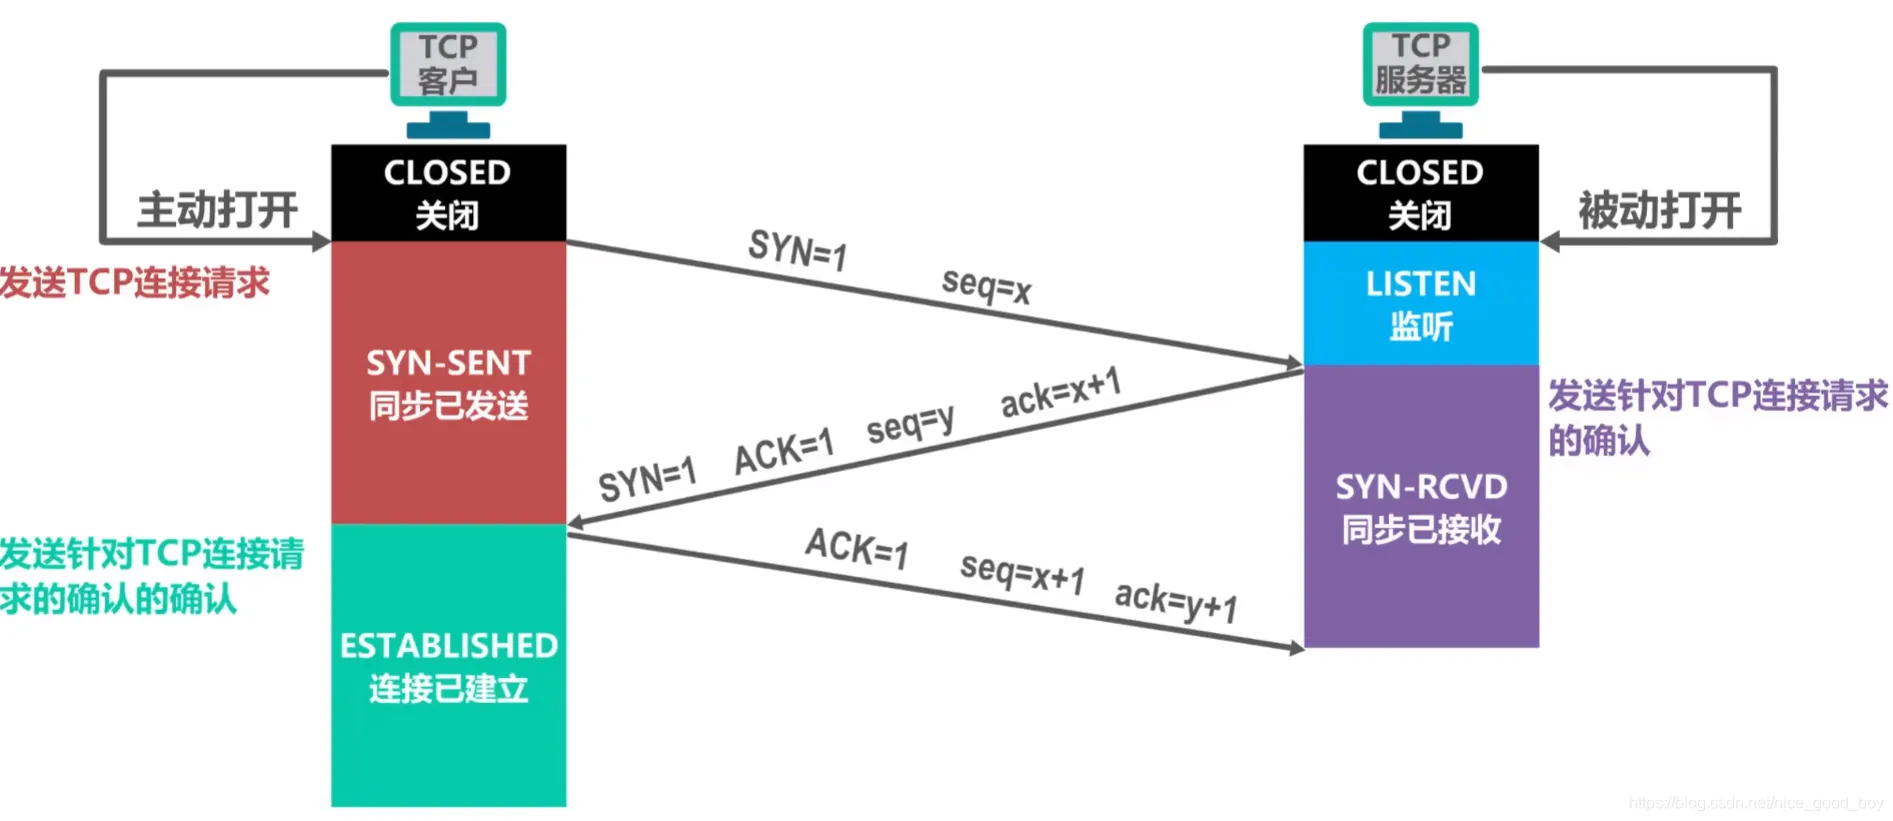 TCP
客户
TCP
服务器
CLOSED
关闭
CLOSED
关闭
主动打开
被动打开
SYN=1 seq=x
发送TCP连接请求
LISTEN
监听
SYN-SENT
同步已发送
SYN=1 ACK=1 seq=y ack=x+1
发送针对TCP连接请求
的确认
SYN-RCVD
同步已接收
发送针对TCP连接请
求的确认的确认
ACK=1 seq=x+1 ack=y+1
ESTABLISHED
连接已建立
https://blog.csdn.net/nice_good_boy